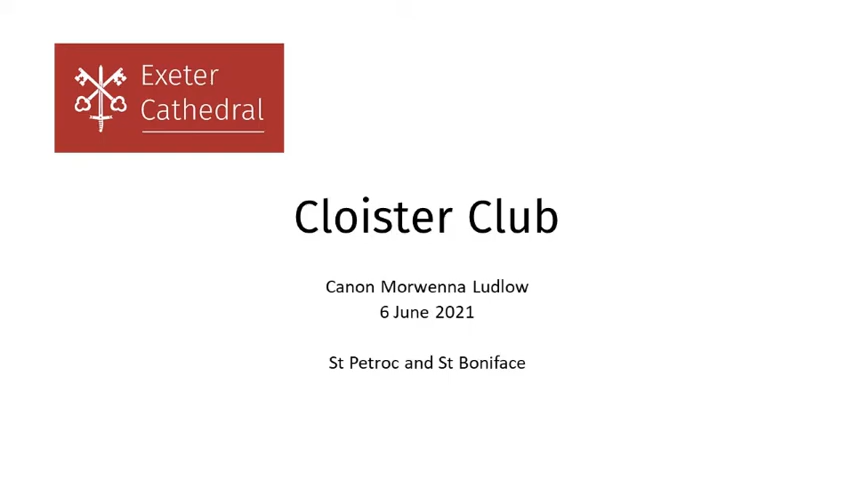 Exeter
Cathedral
Cloister Club
Canon Morwenna Ludlow
6 June 2021
St Petroc and St Boniface